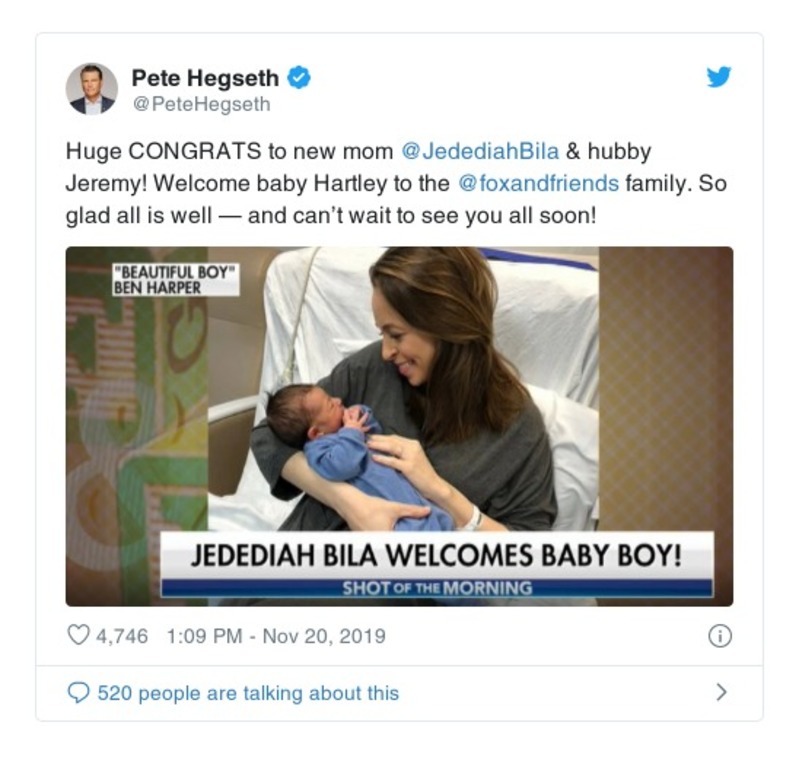 Pete Hegseth
@PeteHegseth
Huge CONGRATS to new mom @JedediahBila & hubby
Jeremy! Welcome baby Hartley to the @foxandfriends family. So
glad all is well — and can’t wait to see you all soon!
"BEAUTIFUL BOY"
BEN HARPER
JEDEDIAH BILA WELCOMES BABY BOY!
SHOT OF THE MORNING
4,746 1:09 PM - Nov 20, 2019
520 people are talking about this